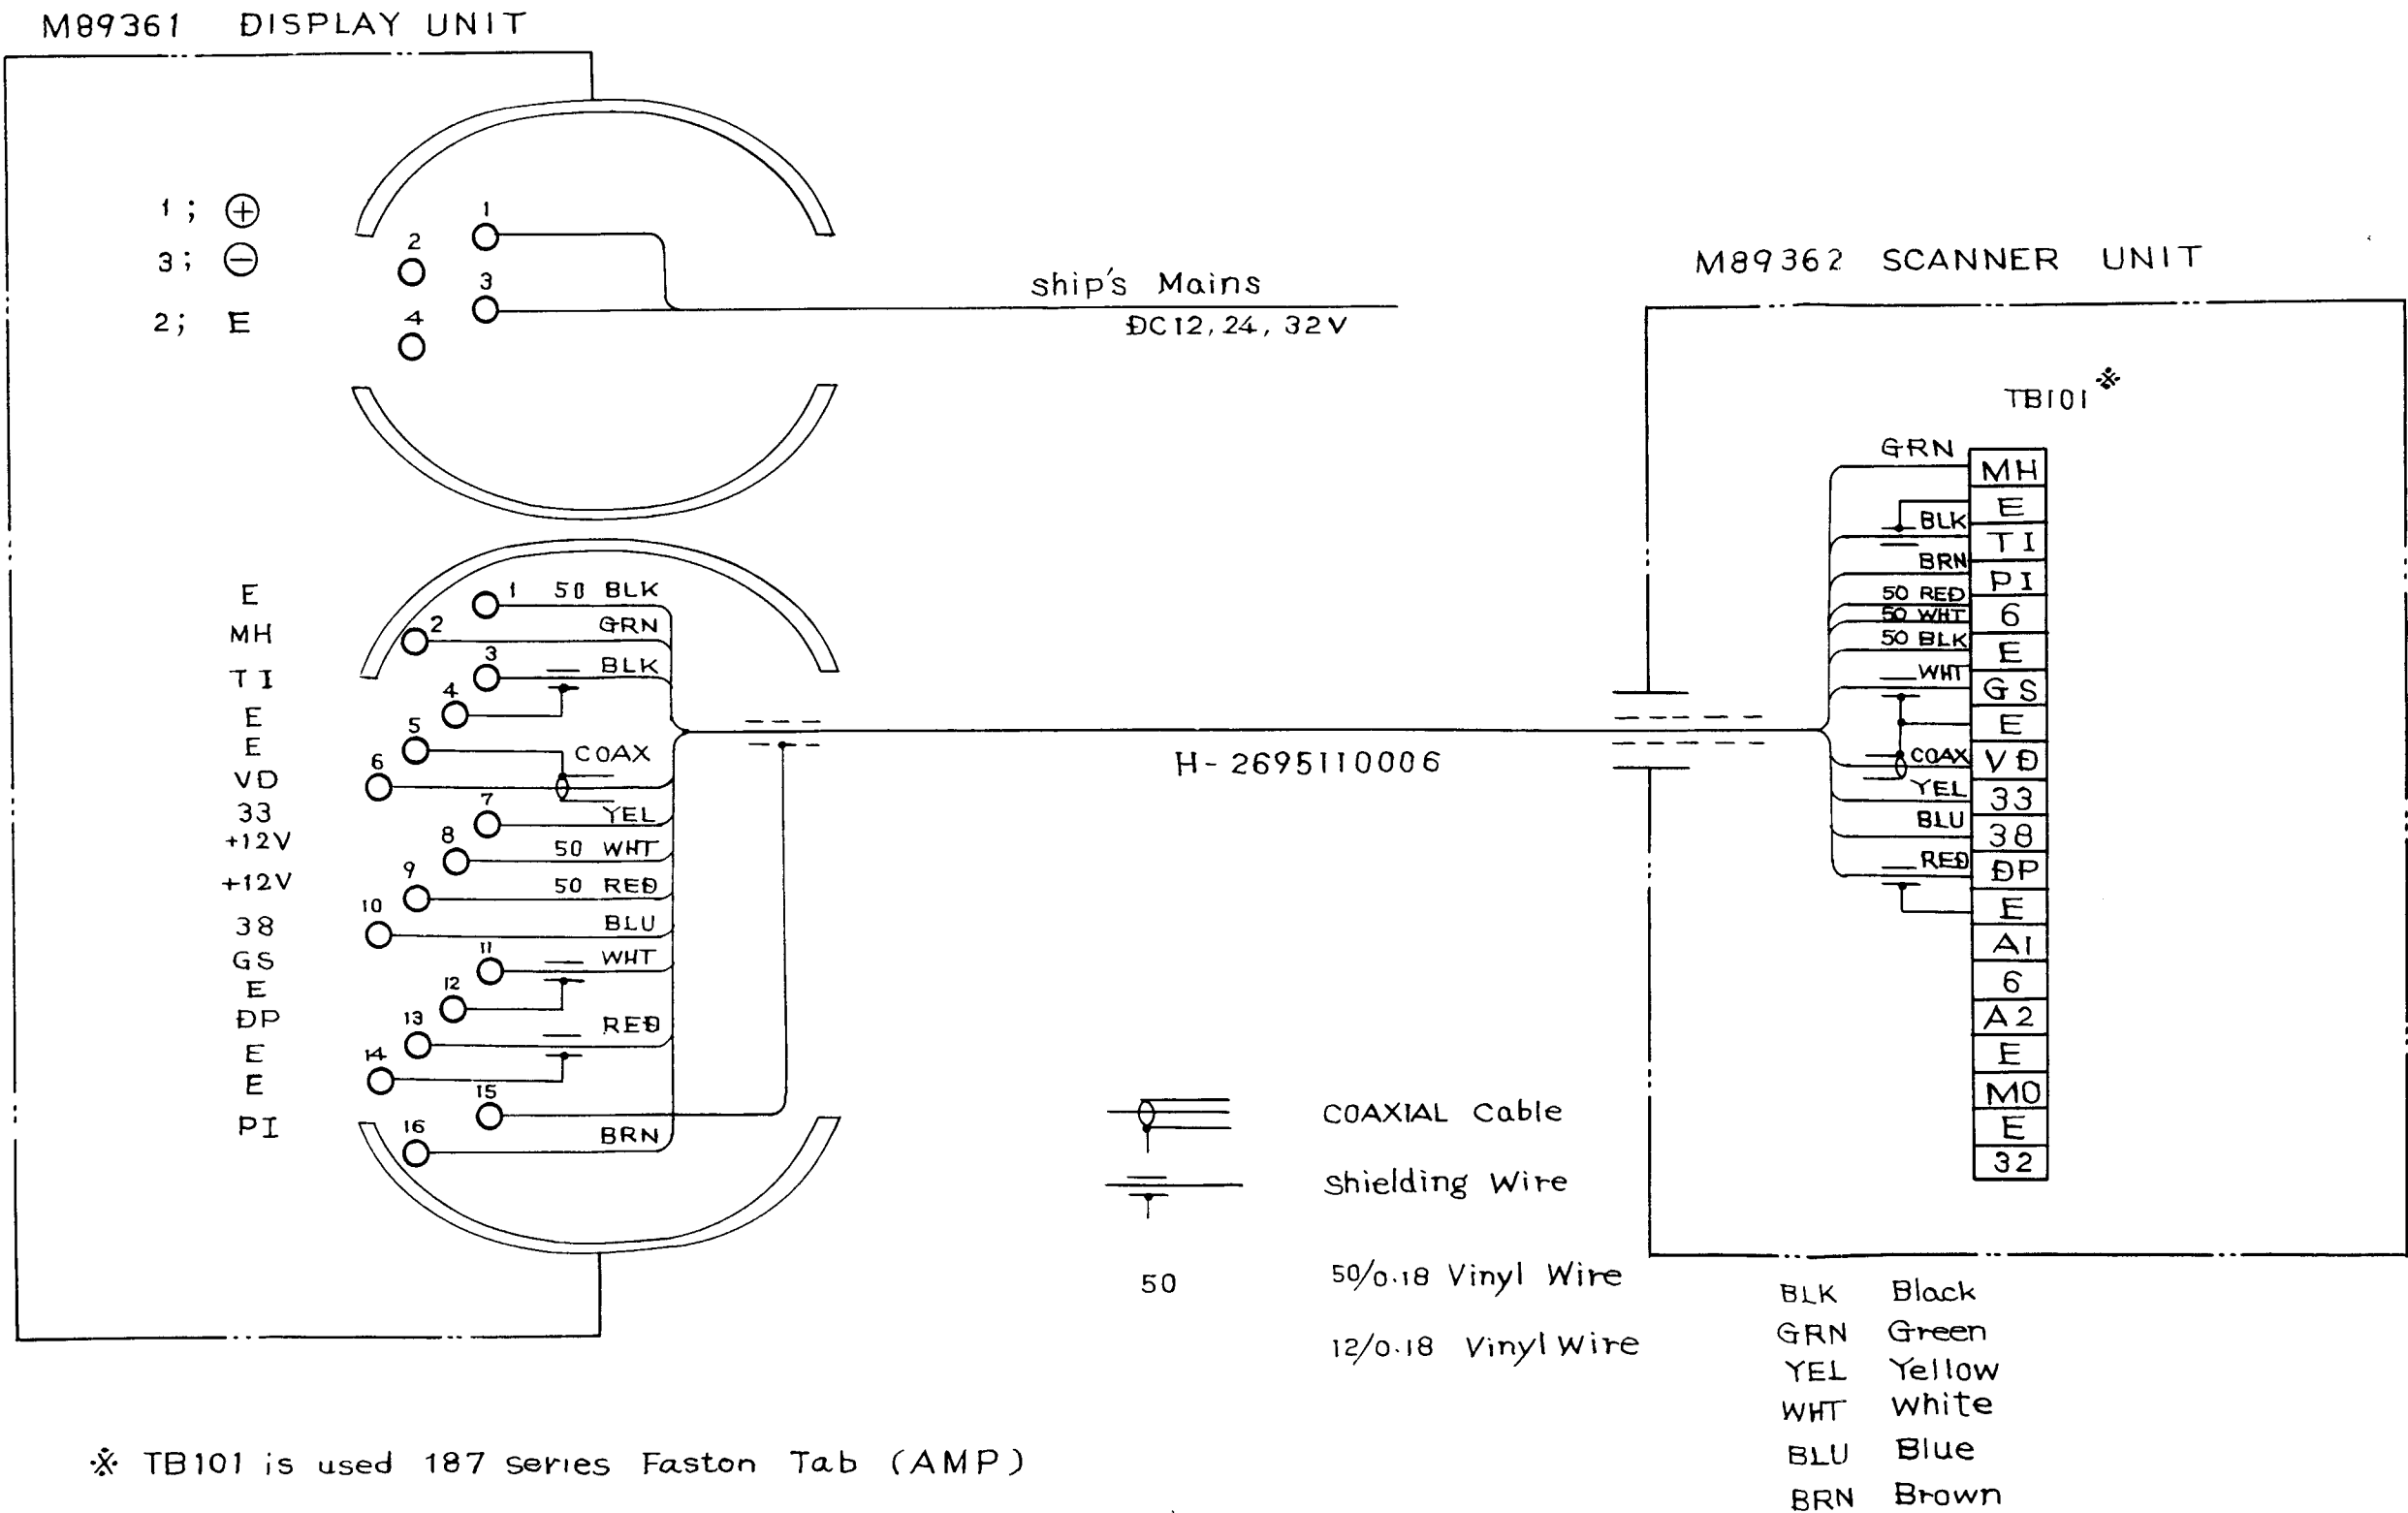 M89361 DISPLAY UNIT
1; ⊕
3; ⊖
2; E
1
2
3
4
ship's Mains
DC12, 24, 32V
M89362 SCANNER UNIT
TB101 ※
GRN MH
E
BLK TI
BRN PI
50 RED 6
50 WHT
50 BLK E
WHT GS
E
COAX VD
YEL 33
BLU 38
RED DP
E
A1
6
A2
E
MO
E
32
E 1 50 BLK
MH 2 GRN
TI 3 BLK
E 4
E 5 COAX
VD 6
33 7 YEL
+12V 8 50 WHT
+12V 9 50 RED
38 10 BLU
GS 11 WHT
E 12
DP 13 RED
E 14
E 15
PI 16 BRN
H-2695110006
COAXIAL Cable
Shielding Wire
50 50/0.18 Vinyl Wire
12/0.18 Vinyl Wire
BLK Black
GRN Green
YEL Yellow
WHT White
BLU Blue
BRN Brown
※ TB101 is used 187 series Faston Tab (AMP)